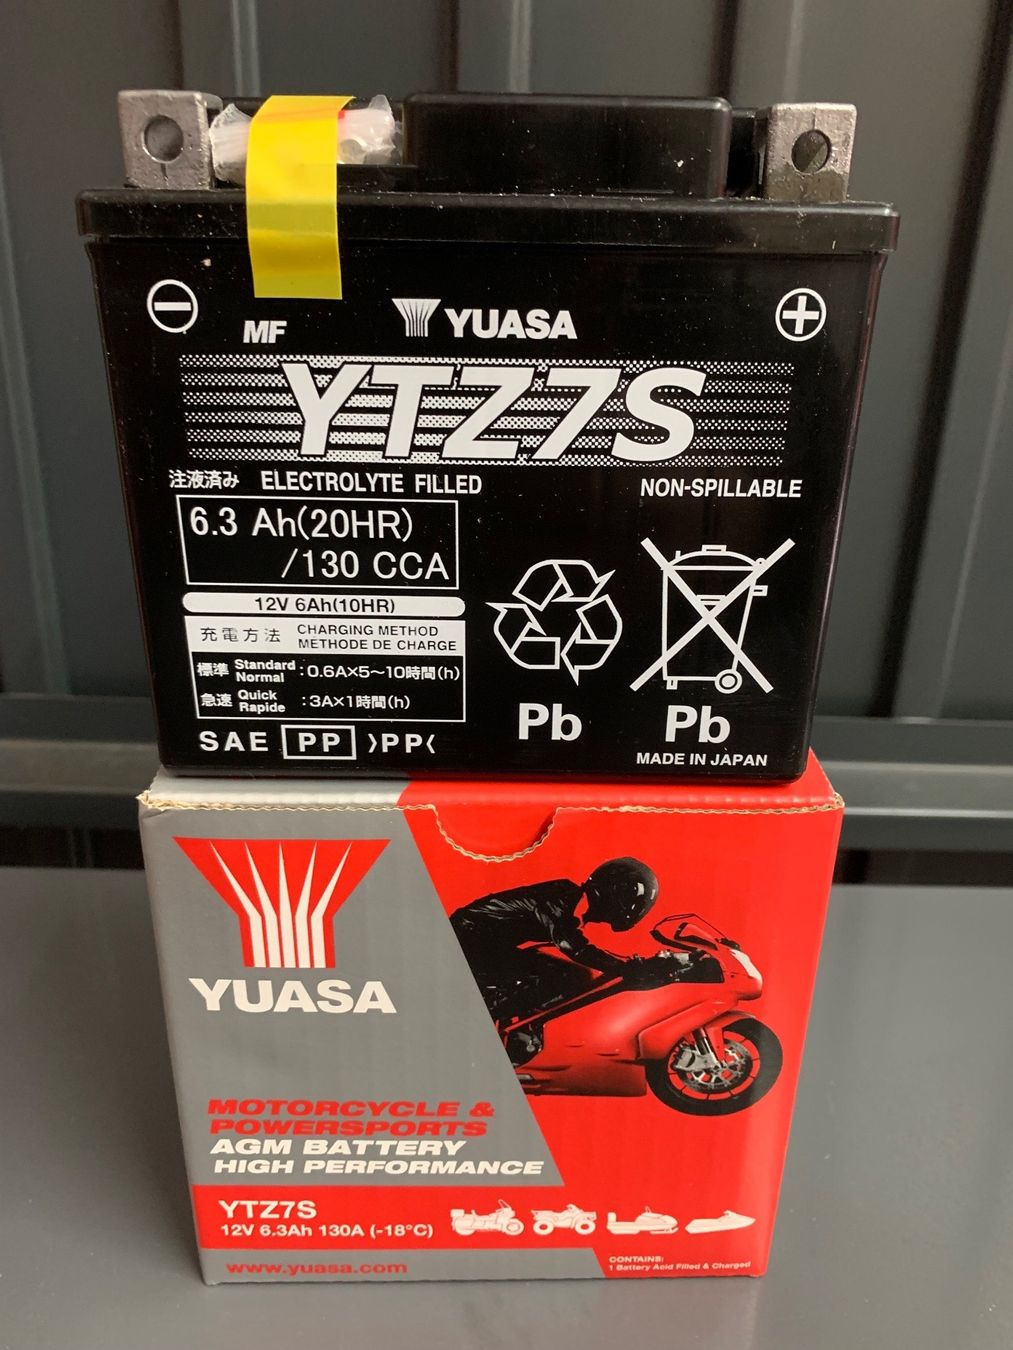 YUASA
MF
YTZ7S
注液済み ELECTROLYTE FILLED
NON-SPILLABLE
6.3 Ah(20HR)
/130 CCA
12V 6Ah(10HR)
充電方法 CHARGING METHOD
METHODE DE CHARGE
標準 Standard Normal : 0.6A×5～10時間(h)
急速 Quick Rapide : 3A×1時間(h)
SAE PP >PP<
Pb
Pb
MADE IN JAPAN
YUASA
MOTORCYCLE &
POWERSPORTS
AGM BATTERY
HIGH PERFORMANCE
YTZ7S
12V 6.3Ah 130A (-18°C)
www.yuasa.com
CONTAINS:
1 Battery Acid Filled & Charged